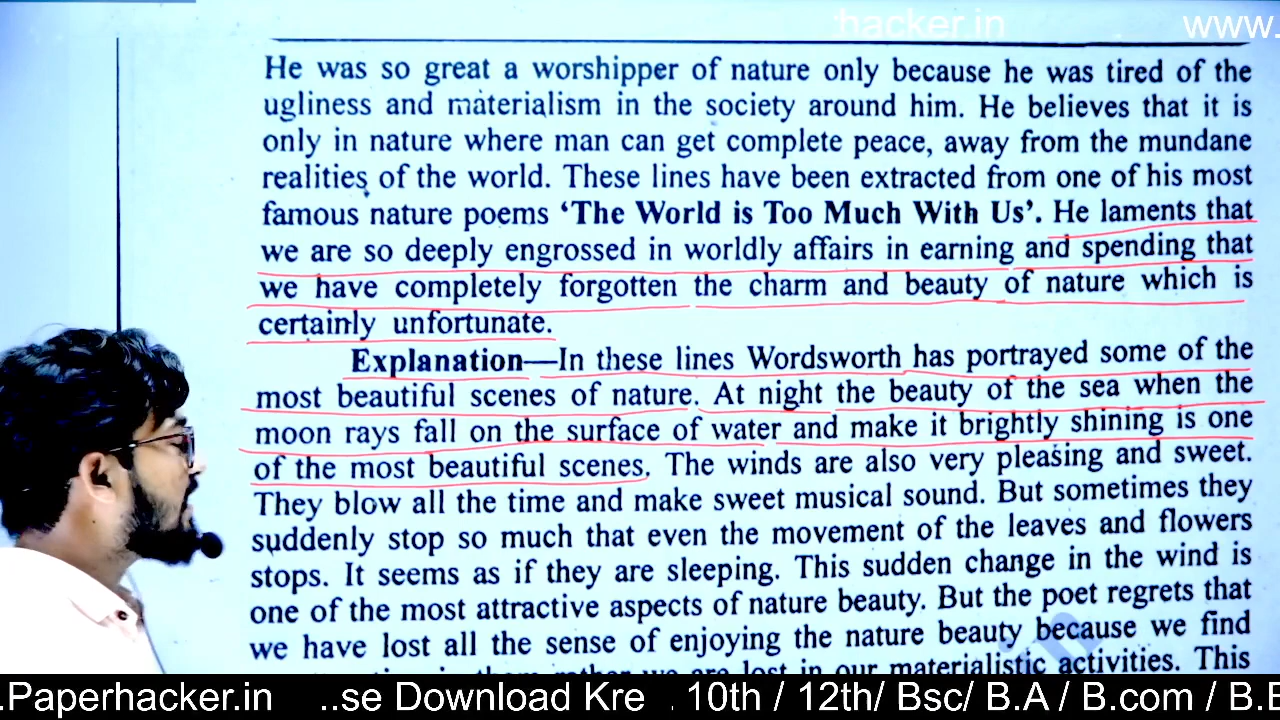 hacker.in www.
He was so great a worshipper of nature only because he was tired of the
ugliness and materialism in the society around him. He believes that it is
only in nature where man can get complete peace, away from the mundane
realities of the world. These lines have been extracted from one of his most
famous nature poems ‘The World is Too Much With Us’. He laments that
we are so deeply engrossed in worldly affairs in earning and spending that
we have completely forgotten the charm and beauty of nature which is
certainly unfortunate.
Explanation—In these lines Wordsworth has portrayed some of the
most beautiful scenes of nature. At night the beauty of the sea when the
moon rays fall on the surface of water and make it brightly shining is one
of the most beautiful scenes. The winds are also very pleasing and sweet.
They blow all the time and make sweet musical sound. But sometimes they
suddenly stop so much that even the movement of the leaves and flowers
stops. It seems as if they are sleeping. This sudden change in the wind is
one of the most attractive aspects of nature beauty. But the poet regrets that
we have lost all the sense of enjoying the nature beauty because we find
we are lost in our materialistic activities. This
.Paperhacker.in ..se Download Kre . 10th / 12th/ Bsc/ B.A / B.com / B.E